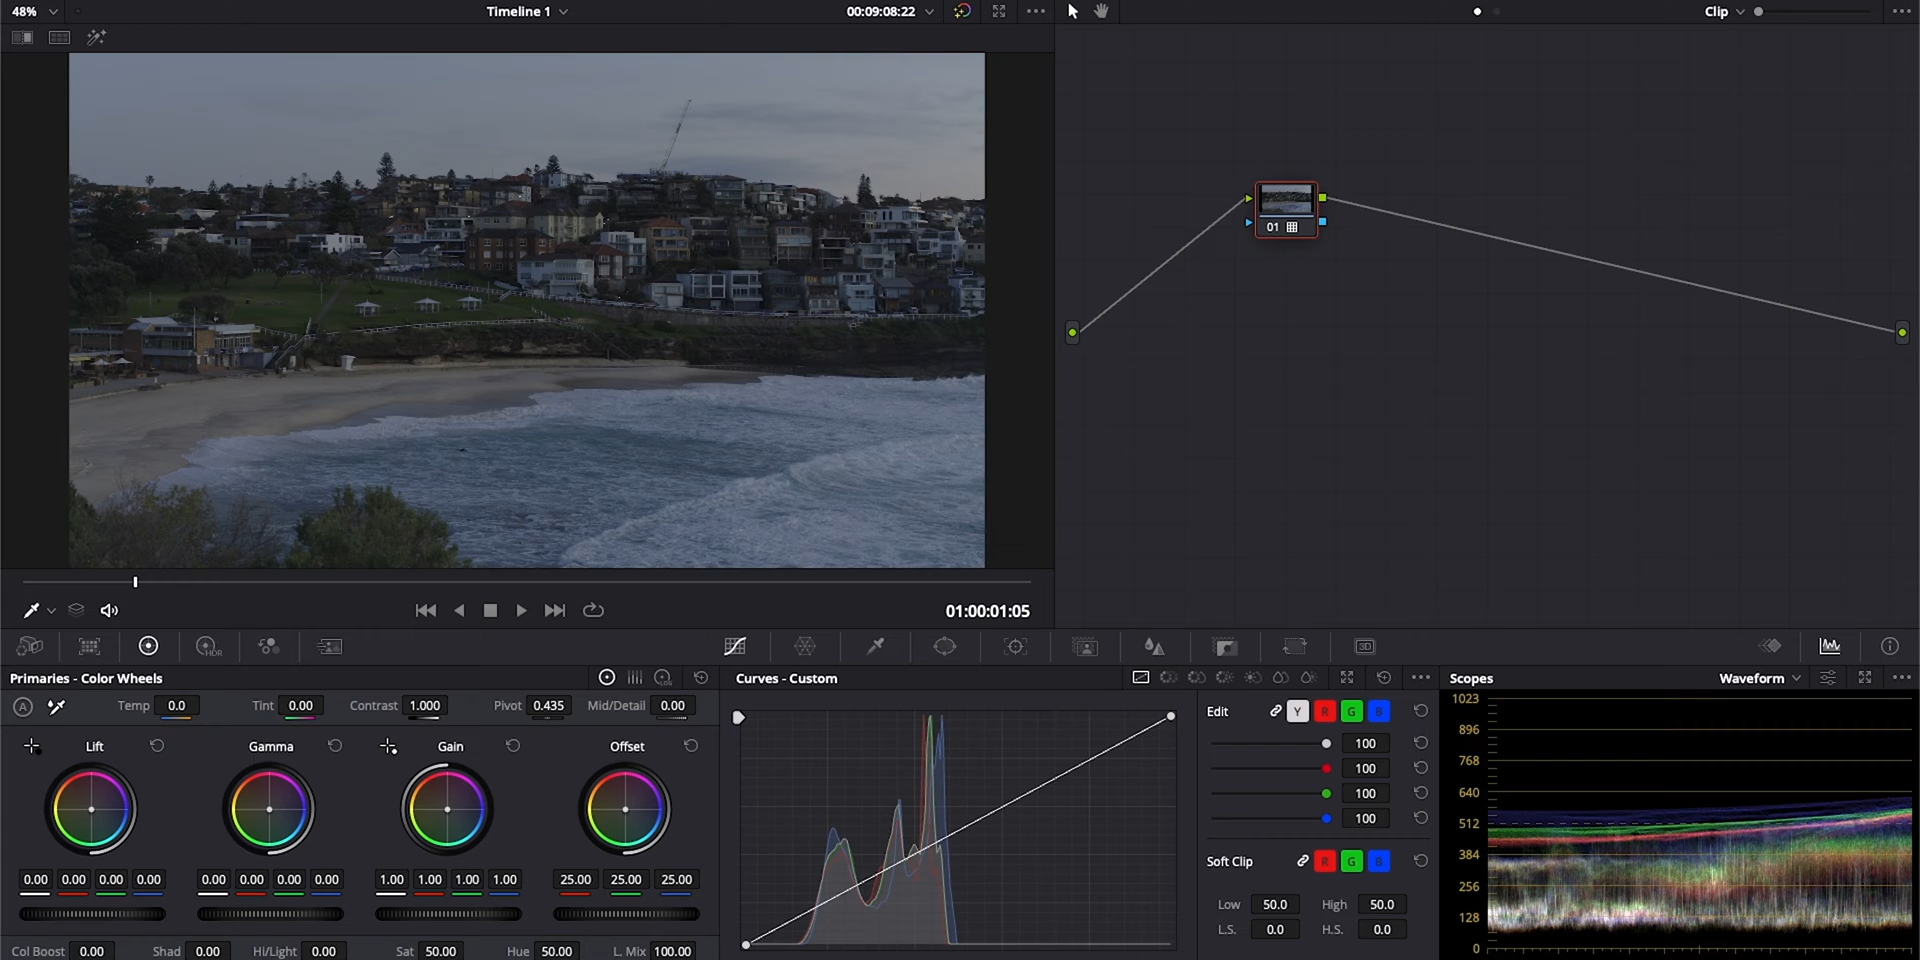 48% Timeline 1 00:09:08:22 Clip
01
01:00:01:05
HDR 3D
Primaries - Color Wheels LOG Curves - Custom Scopes Waveform
A Temp 0.0 Tint 0.00 Contrast 1.000 Pivot 0.435 Mid/Detail 0.00
Lift Gamma Gain Offset
0.00 0.00 0.00 0.00 0.00 0.00 0.00 0.00 1.00 1.00 1.00 1.00 25.00 25.00 25.00
Col Boost 0.00 Shad 0.00 Hi/Light 0.00 Sat 50.00 Hue 50.00 L. Mix 100.00
Edit Y R G B
100
100
100
100
Soft Clip R G B
Low 50.0 High 50.0
L.S. 0.0 H.S. 0.0
1023
896
768
640
512
384
256
128
0